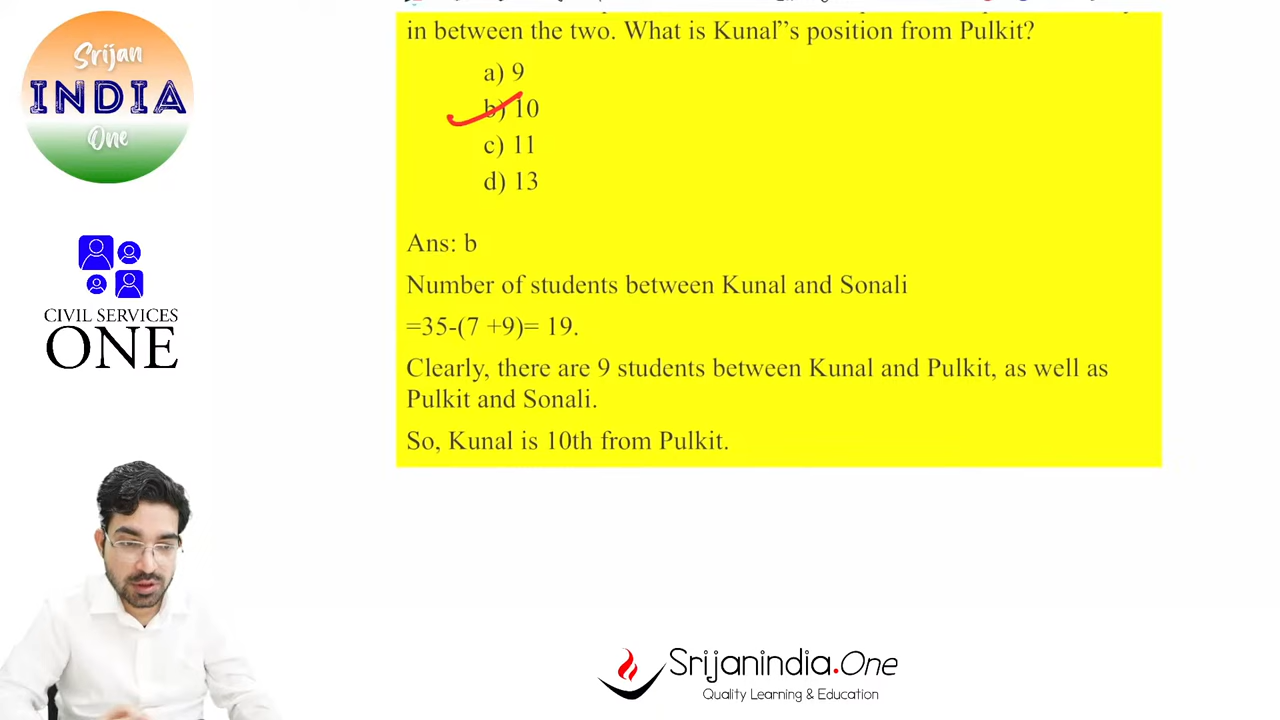 Srijan
INDIA
One
CIVIL SERVICES
ONE
in between the two. What is Kunal"s position from Pulkit?
a) 9
b) 10
c) 11
d) 13
Ans: b
Number of students between Kunal and Sonali
=35-(7 +9)= 19.
Clearly, there are 9 students between Kunal and Pulkit, as well as
Pulkit and Sonali.
So, Kunal is 10th from Pulkit.
Srijanindia.One
Quality Learning & Education